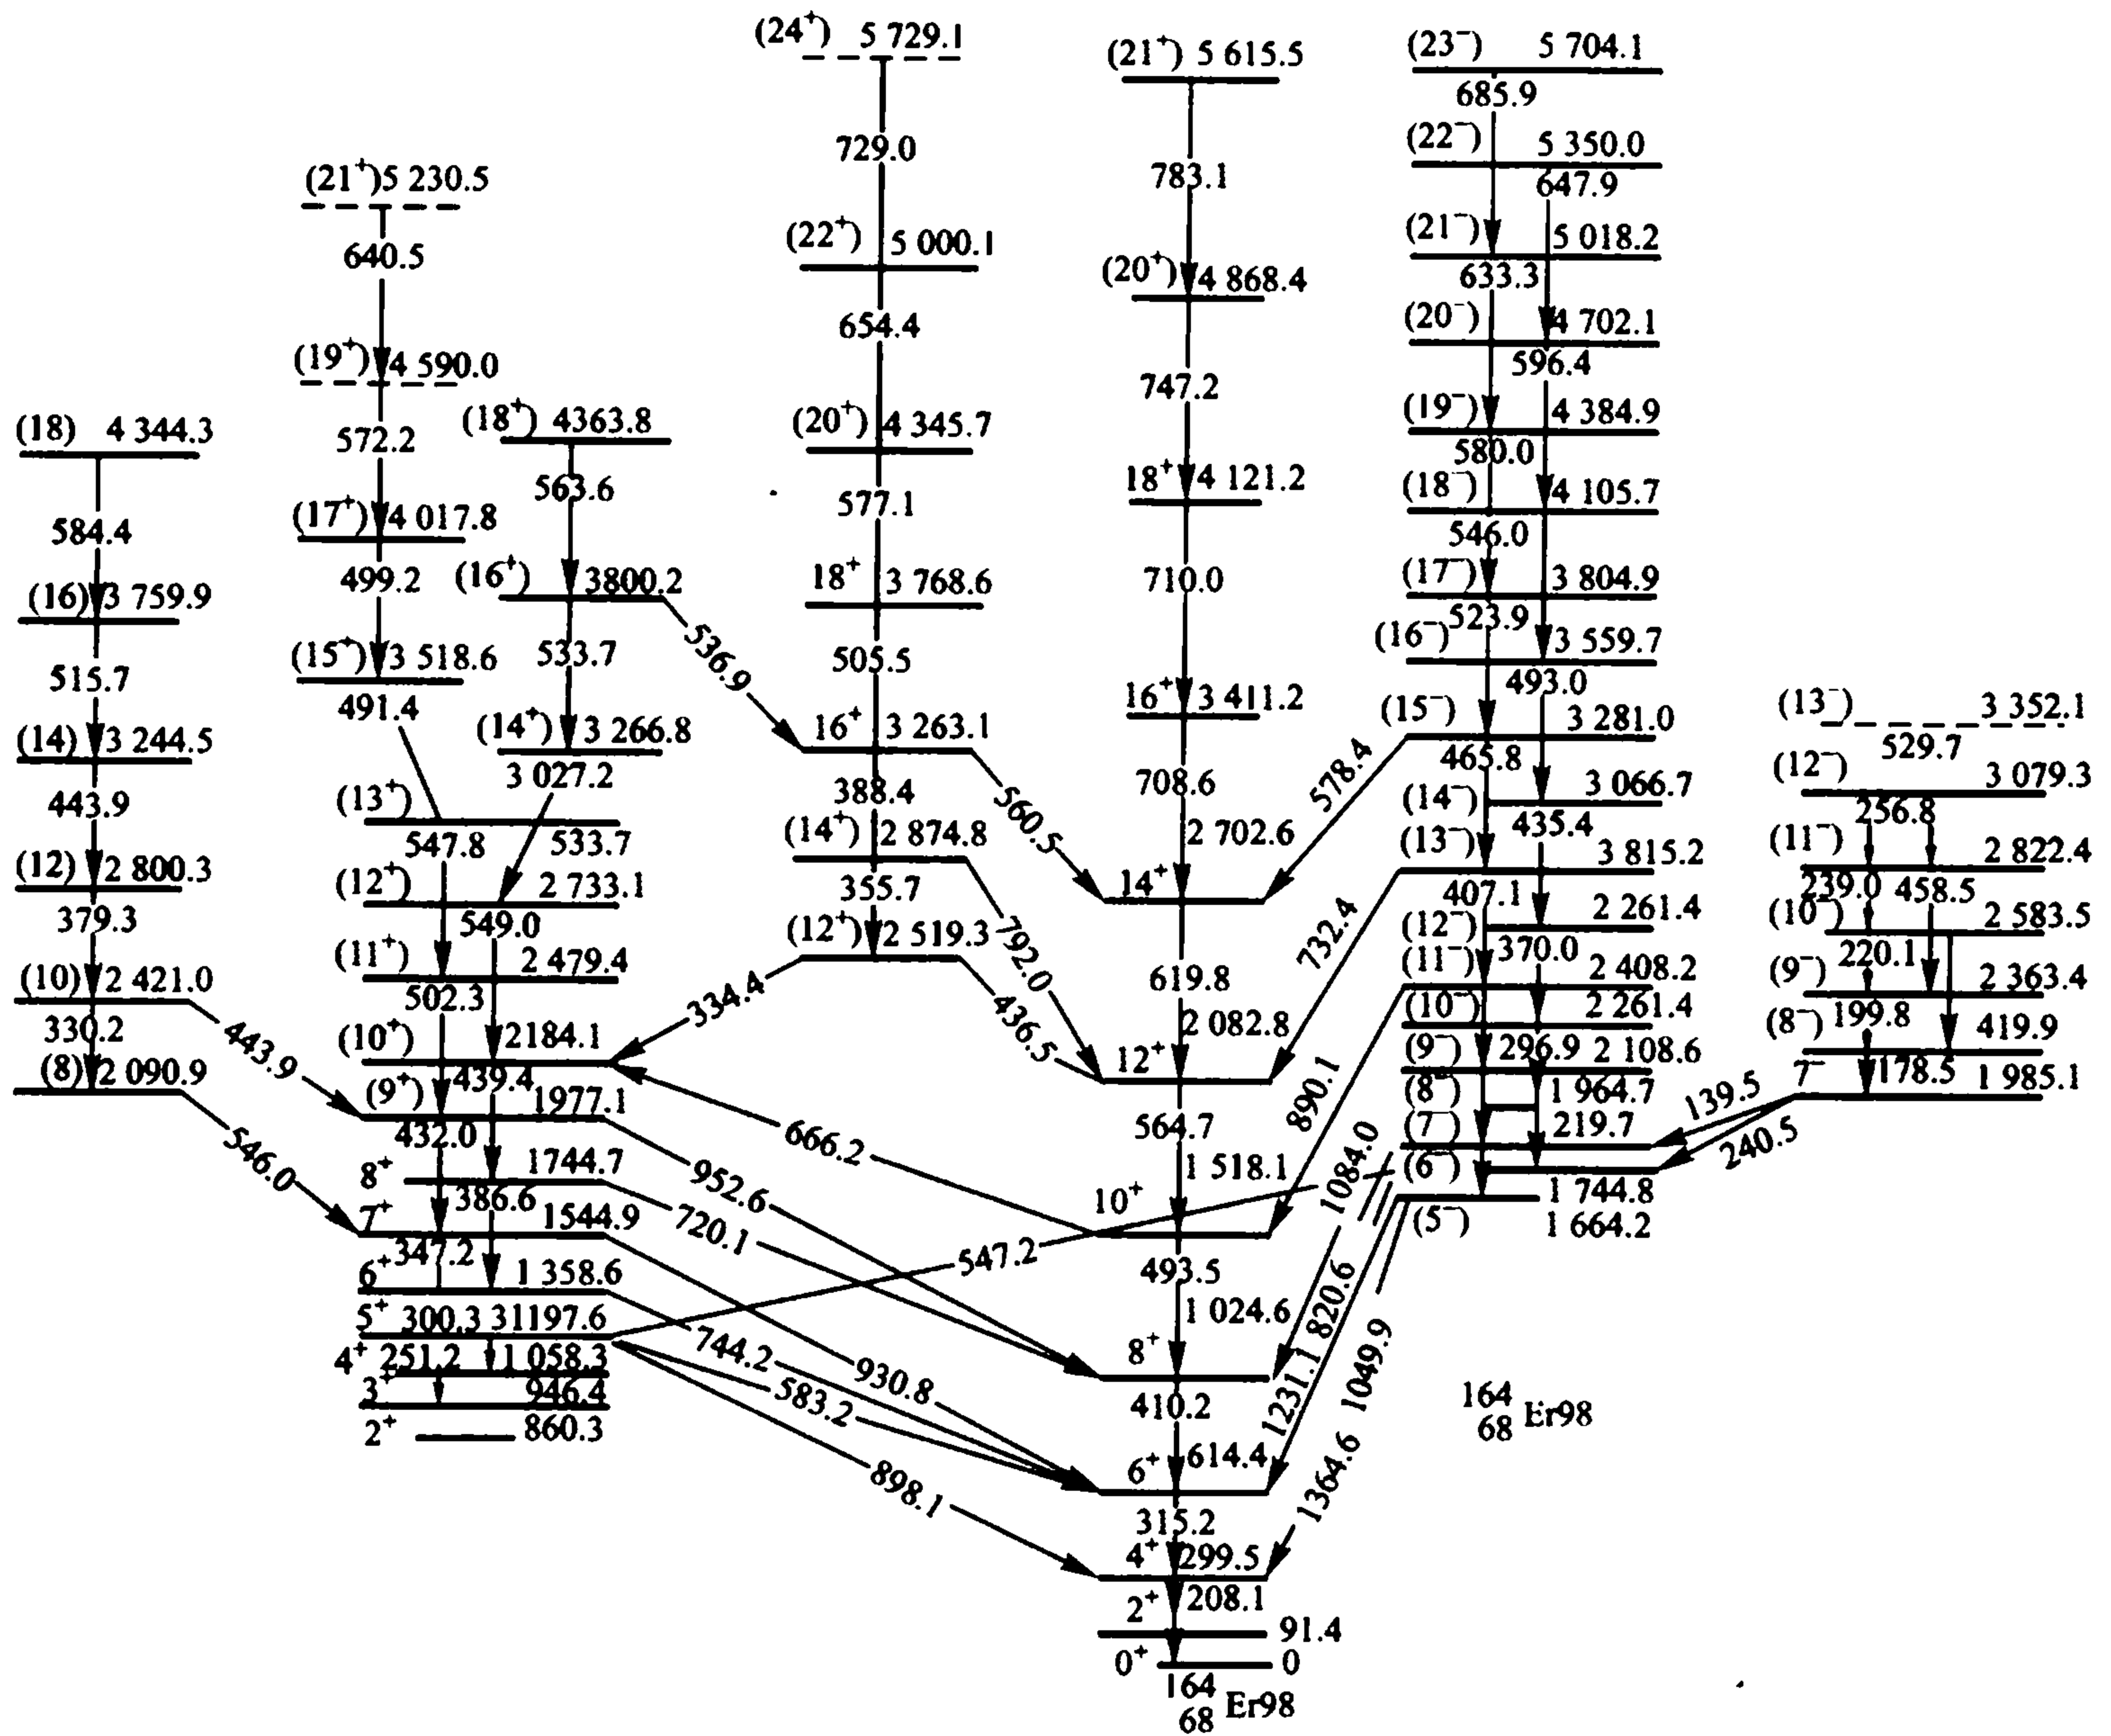 (24⁺) 5 729.1
729.0
(22⁺) 5 000.1
654.4
(20⁺) 4 345.7
577.1
18⁺ 3 768.6
505.5
16⁺ 3 263.1
388.4
(14⁺) 2 874.8
355.7
(12⁺) 2 519.3
(21⁺) 5 615.5
783.1
(20⁺) 4 868.4
747.2
18⁺ 4 121.2
710.0
16⁺ 3 411.2
708.6
2 702.6
14⁺
619.8
2 082.8
12⁺
564.7
1 518.1
10⁺
493.5
1 024.6
8⁺
410.2
614.4
6⁺
315.2
4⁺ 299.5
208.1
2⁺
91.4
0⁺ 0
164
68 Er98
(23⁻) 5 704.1
685.9
(22⁻) 5 350.0
647.9
(21⁻) 5 018.2
633.3
(20⁻) 4 702.1
596.4
(19⁻) 4 384.9
580.0
(18⁻) 4 105.7
546.0
(17⁻) 3 804.9
523.9
(16⁻) 3 559.7
493.0
(15⁻) 3 281.0
465.8
(14⁻) 3 066.7
435.4
(13⁻) 3 815.2
407.1
(12⁻) 2 261.4
370.0
(11⁻) 2 408.2
(10⁻) 2 261.4
(9⁻) 296.9 2 108.6
(8⁻) 1 964.7
(7⁻) 219.7
(6⁻)
1 744.8
(5⁻) 1 664.2
(13⁻) 3 352.1
529.7
(12⁻) 3 079.3
256.8
(11⁻) 2 822.4
239.0 458.5
(10⁻) 2 583.5
220.1
(9⁻) 2 363.4
(8⁻) 199.8 419.9
7⁻ 178.5 1 985.1
139.5
240.5
(21⁺) 5 230.5
640.5
(19⁺) 4 590.0
572.2
(17⁺) 4 017.8
499.2
(15⁺) 3 518.6
491.4
(18⁺) 4363.8
563.6
(16⁺) 3800.2
533.7
(14⁺) 3 266.8
3 027.2
(13⁺)
547.8 533.7
(12⁺) 2 733.1
549.0
(11⁺) 2 479.4
502.3
(10⁺) 2184.1
439.4
(9⁺) 1977.1
432.0
8⁺ 1744.7
386.6
7⁺ 1544.9
347.2
6⁺ 1 358.6
5⁺ 300.3 31197.6
4⁺ 251.2 1 058.3
3⁺ 946.4
2⁺ 860.3
(18) 4 344.3
584.4
(16) 3 759.9
515.7
(14) 3 244.5
443.9
(12) 2 800.3
379.3
(10) 2 421.0
330.2
(8) 2 090.9
443.9
546.0
536.9
560.5
792.0
334.4
436.5
666.2
952.6
720.1
547.2
744.2
930.8
583.2
898.1
578.4
732.4
890.1
1084.0
820.6
1231.1
1049.9
1364.6
164
68 Er98